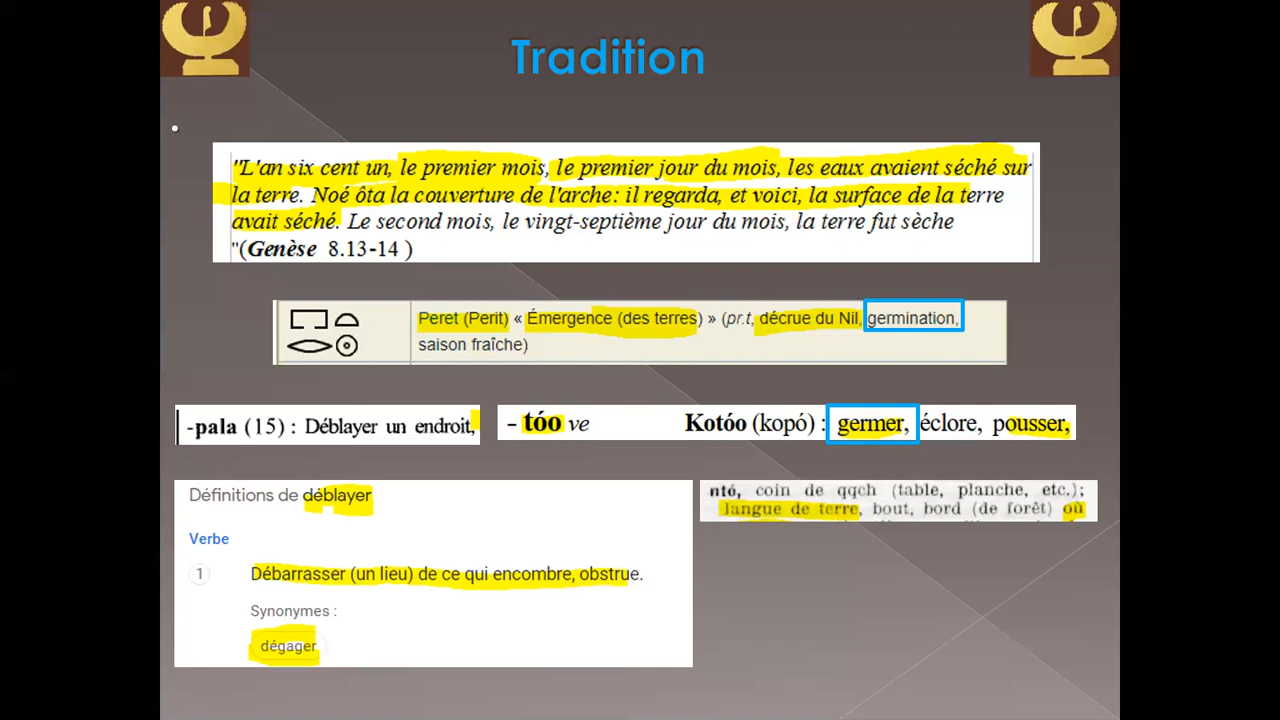 Tradition
"L'an six cent un, le premier mois, le premier jour du mois, les eaux avaient séché sur
la terre. Noé ôta la couverture de l'arche: il regarda, et voici, la surface de la terre
avait séché. Le second mois, le vingt-septième jour du mois, la terre fut sèche
"(Genèse 8.13-14 )
Peret (Perit) « Émergence (des terres) » (pr.t, décrue du Nil, germination,
saison fraîche)
-pala (15) : Déblayer un endroit,
- tóo ve Kotóo (kopó) : germer, éclore, pousser,
Définitions de déblayer
Verbe
1 Débarrasser (un lieu) de ce qui encombre, obstrue.
Synonymes :
dégager
ntó, coin de qqch (table, planche, etc.);
langue de terre, bout, bord (de forêt) où